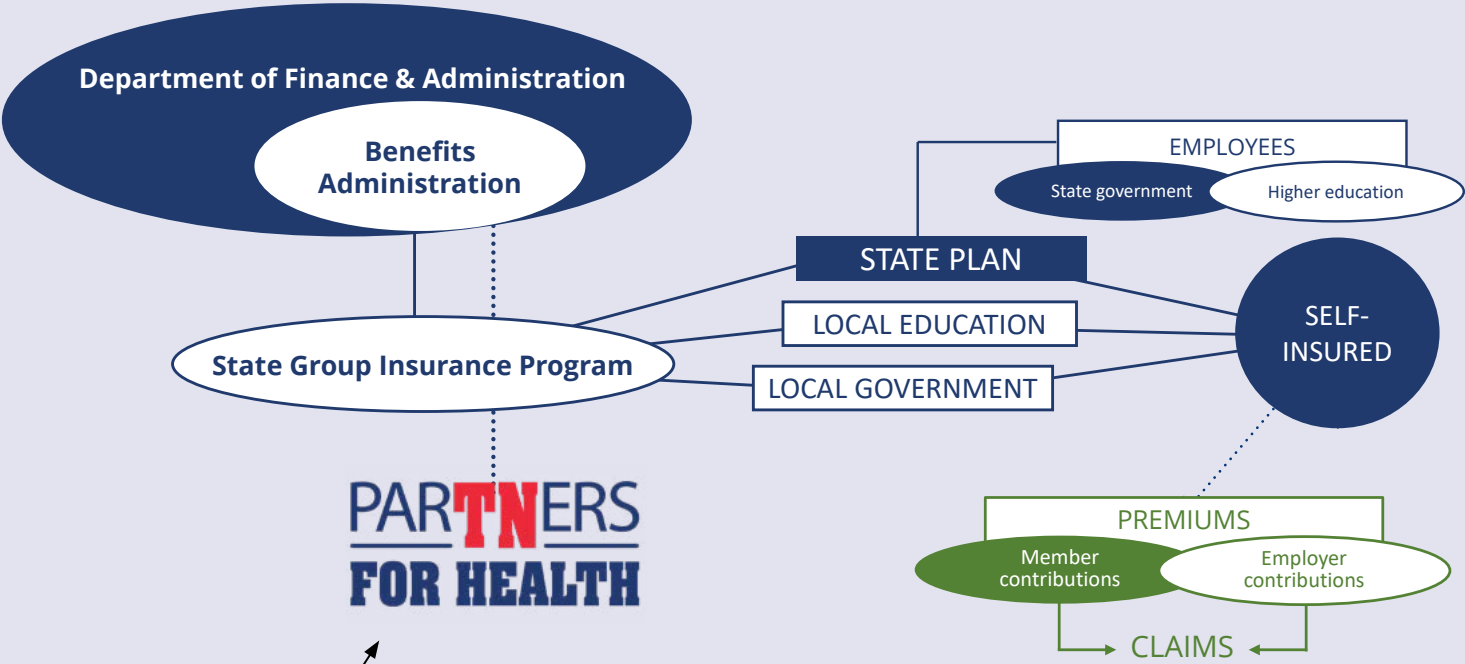 Department of Finance & Administration
Benefits
Administration
EMPLOYEES
State government
Higher education
STATE PLAN
LOCAL EDUCATION
LOCAL GOVERNMENT
SELF-
INSURED
State Group Insurance Program
PARTNERS
FOR HEALTH
PREMIUMS
Member
contributions
Employer
contributions
CLAIMS